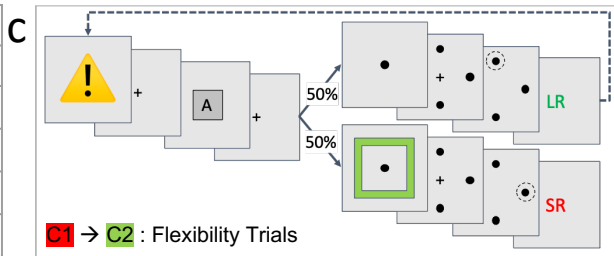 C
!
+
A
+
50%
50%
+
LR
+
SR
C1 → C2 : Flexibility Trials